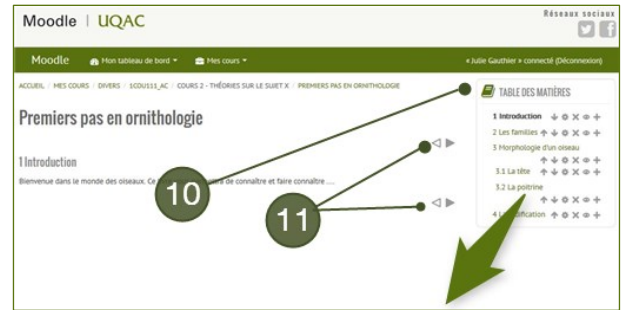 Moodle | UQAC
Réseaux sociaux
Moodle Mon tableau de bord Mes cours « Julie Gauthier » connecté (Déconnexion)
ACCUEIL / MES COURS / DIVERS / 1COU111_AC / COURS 2 - THÉORIES SUR LE SUJET X / PREMIERS PAS EN ORNITHOLOGIE
TABLE DES MATIÈRES
Premiers pas en ornithologie
1 Introduction
2 Les familles
3 Morphologie d'un oiseau
3.1 La tête
3.2 La poitrine
4
1 Introduction
Bienvenue dans le monde des oiseaux. Ce de connaître et faire connaître ....
10
11